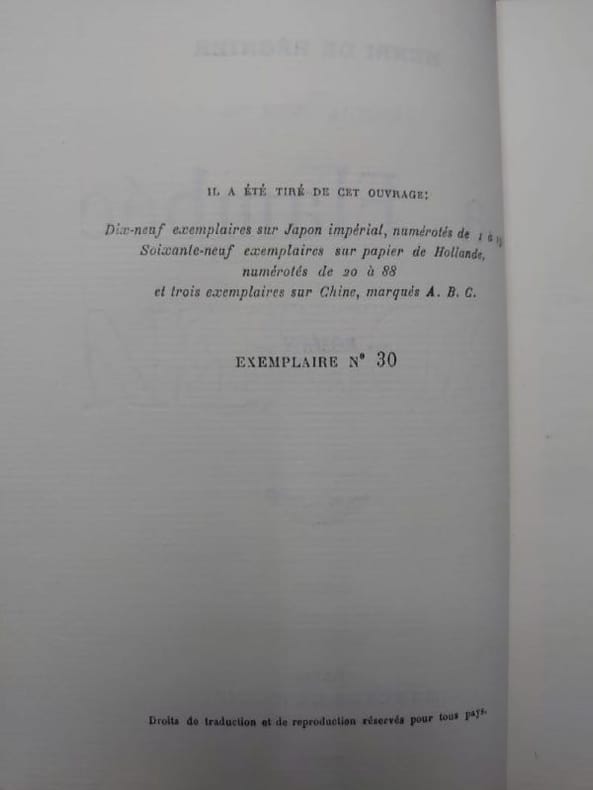 IL A ÉTÉ TIRÉ DE CET OUVRAGE:
Dix-neuf exemplaires sur Japon impérial, numérotés de 1 à 19
Soixante-neuf exemplaires sur papier de Hollande,
numérotés de 20 à 88
et trois exemplaires sur Chine, marqués A. B. C.
EXEMPLAIRE N° 30
Droits de traduction et de reproduction réservés pour tous pays.